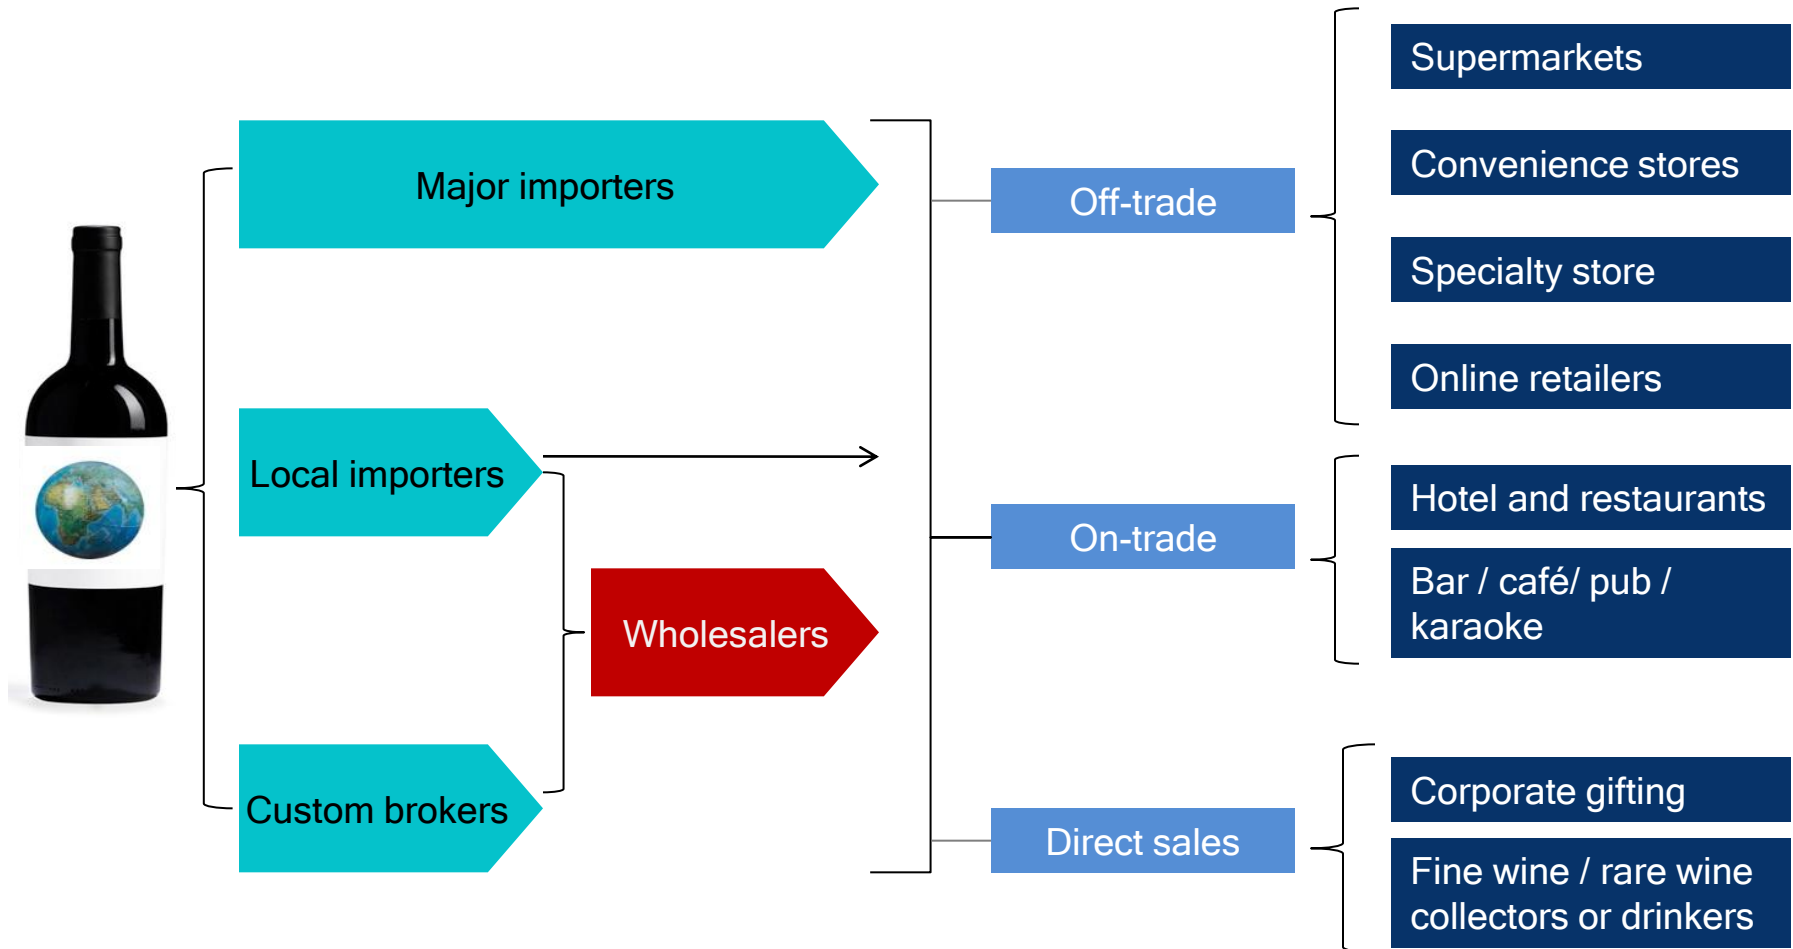 Major importers
Local importers
Custom brokers
Wholesalers
Off-trade
On-trade
Direct sales
Supermarkets
Convenience stores
Specialty store
Online retailers
Hotel and restaurants
Bar / café/ pub /
karaoke
Corporate gifting
Fine wine / rare wine
collectors or drinkers